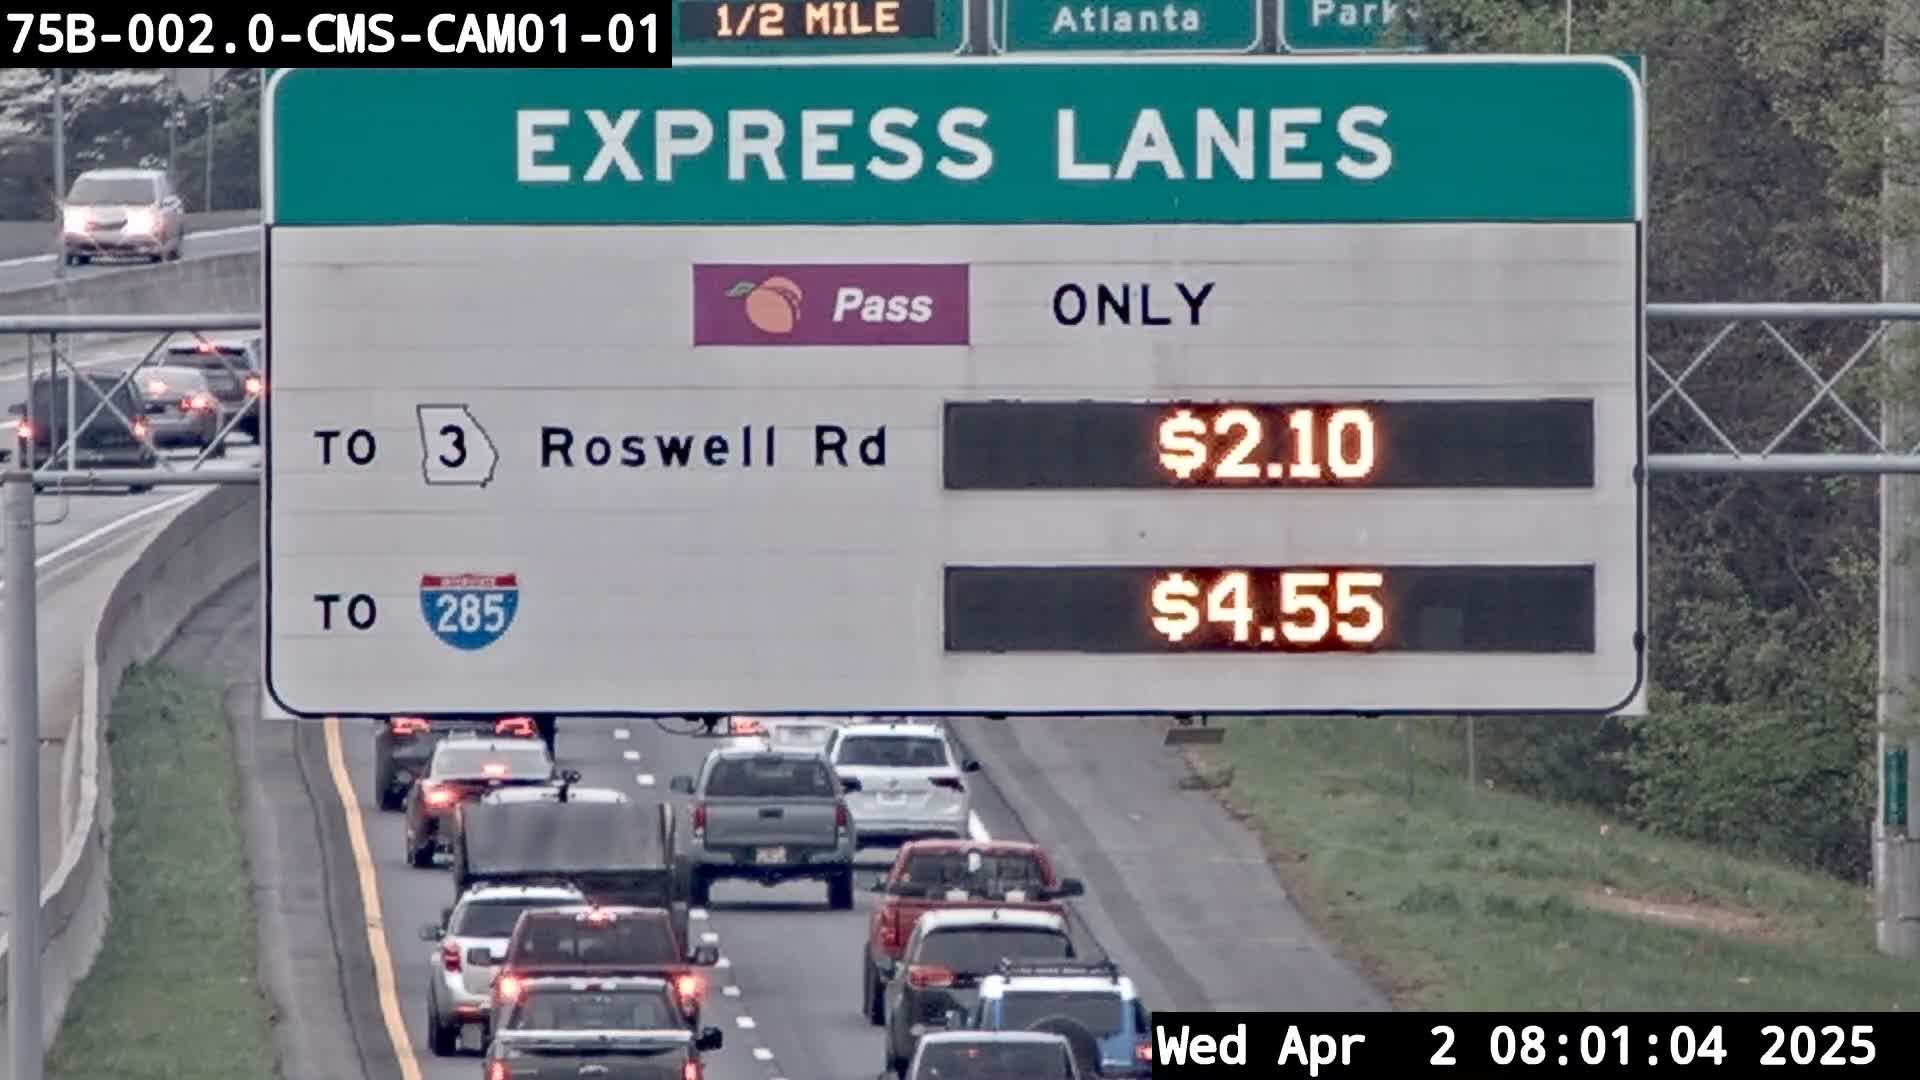 75B-002.0-CMS-CAM01-01
1/2 MILE
Atlanta
Park
EXPRESS LANES
Pass ONLY
TO 3 Roswell Rd $2.10
TO 285 $4.55
Wed Apr 2 08:01:04 2025